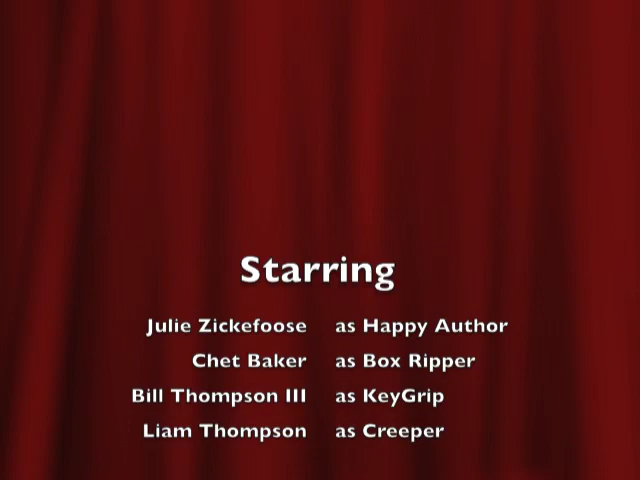 Starring
Julie Zickefoose as Happy Author
Chet Baker as Box Ripper
Bill Thompson III as KeyGrip
Liam Thompson as Creeper